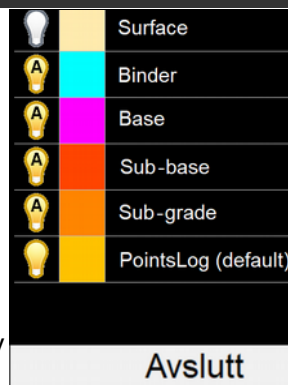 Surface
A Binder
A Base
A Sub-base
A Sub-grade
PointsLog (default)
Avslutt